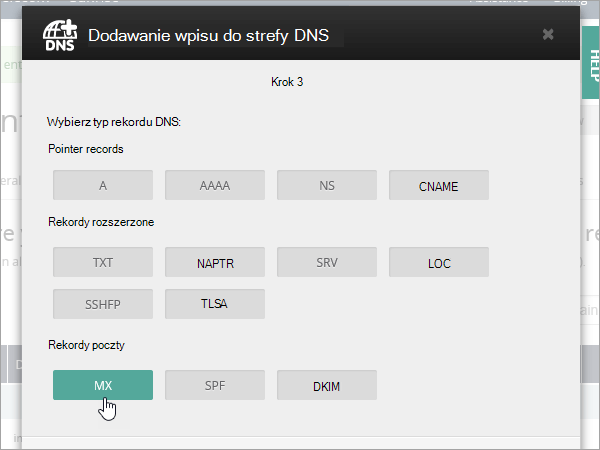 Dodawanie wpisu do strefy DNS
DNS
HELP
Krok 3
Wybierz typ rekordu DNS:
Pointer records
A AAAA NS CNAME
Rekordy rozszerzone
TXT NAPTR SRV LOC
SSHFP TLSA
Rekordy poczty
MX SPF DKIM